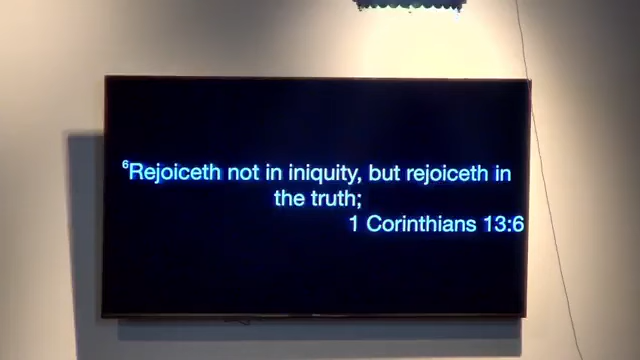 ⁶Rejoiceth not in iniquity, but rejoiceth in
the truth;
1 Corinthians 13:6